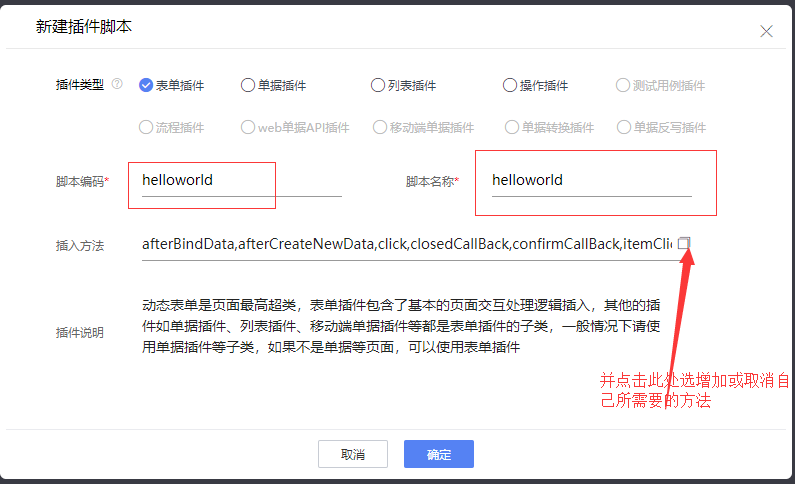 新建插件脚本
插件类型 表单插件 单据插件 列表插件 操作插件 测试用例插件
流程插件 web单据API插件 移动端单据插件 单据转换插件 单据反写插件
脚本编码* helloworld 脚本名称* helloworld
插入方法 afterBindData,afterCreateNewData,click,closedCallBack,confirmCallBack,itemClic
动态表单是页面最高超类，表单插件包含了基本的页面交互处理逻辑插入，其他的插
插件说明 件如单据插件、列表插件、移动端单据插件等都是表单插件的子类，一般情况下请使
用单据插件等子类，如果不是单据等页面，可以使用表单插件
并点击此处选增加或取消自
己所需要的方法
取消 确定